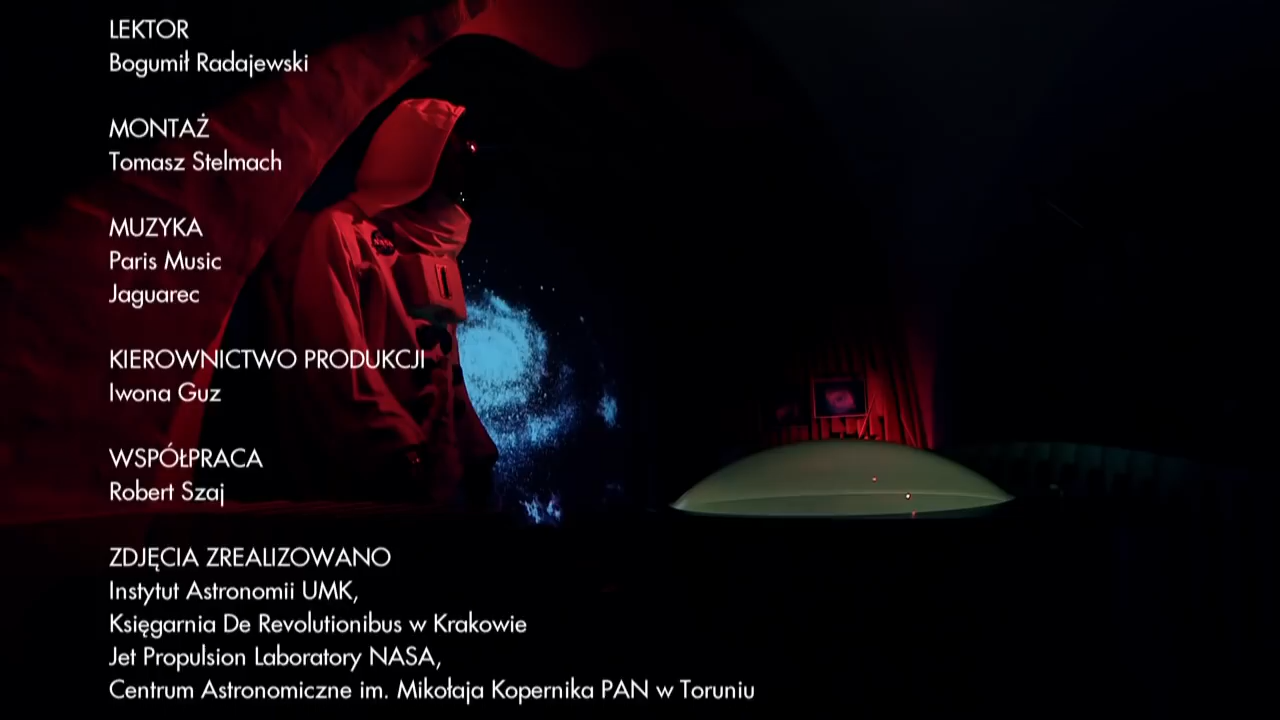 LEKTOR
Bogumił Radajewski
MONTAŻ
Tomasz Stelmach
MUZYKA
Paris Music
Jaguarec
KIEROWNICTWO PRODUKCJI
Iwona Guz
WSPÓŁPRACA
Robert Szaj
ZDJĘCIA ZREALIZOWANO
Instytut Astronomii UMK,
Księgarnia De Revolutionibus w Krakowie
Jet Propulsion Laboratory NASA,
Centrum Astronomiczne im. Mikołaja Kopernika PAN w Toruniu